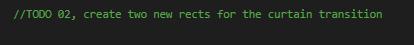 //TODO 02, create two new rects for the curtain transition